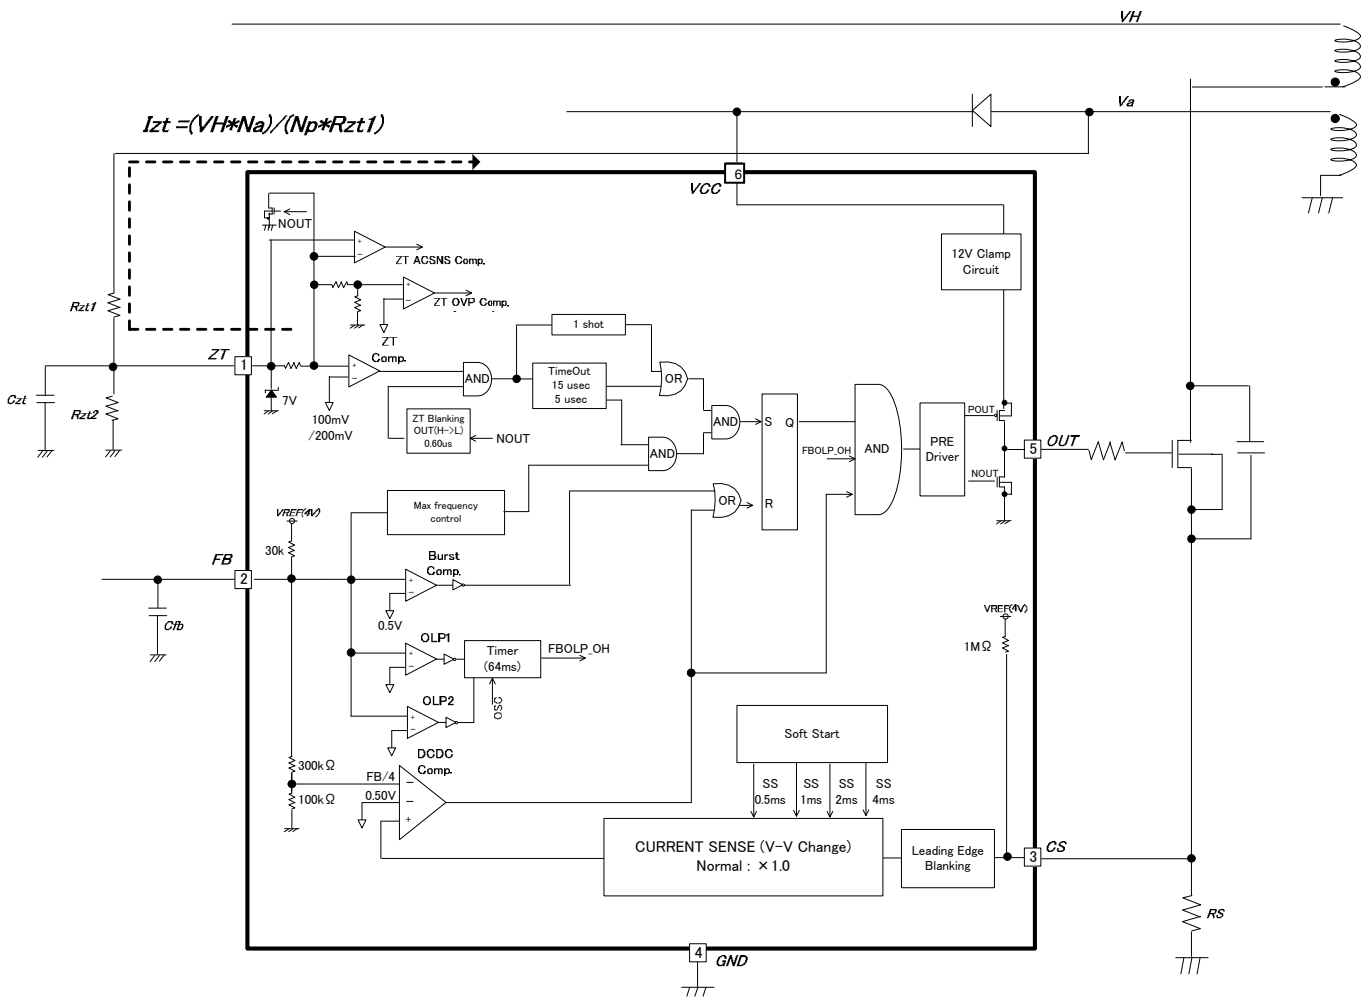 VH
Va
Izt =(VH*Na)/(Np*Rzt1)
VCC
6
NOUT
ZT ACSNS Comp.
12V Clamp
Circuit
Rzt1
ZT OVP Comp.
ZT
1 shot
ZT
1
Comp.
AND
TimeOut
15 usec
5 usec
OR
Czt
Rzt2
7V
100mV
/200mV
ZT Blanking
OUT(H->L)
0.60us
NOUT
AND
AND
S
Q
R
FBOLP_OH
AND
PRE
Driver
POUT
NOUT
5
OUT
VREF(4V)
30k
Max frequency
control
OR
FB
2
Burst
Comp.
0.5V
Cfb
OLP1
Timer
(64ms)
FBOLP_OH
OSC
OLP2
VREF(4V)
1MΩ
Soft Start
DCDC
Comp.
300kΩ
FB/4
0.50V
100kΩ
SS
0.5ms
SS
1ms
SS
2ms
SS
4ms
CURRENT SENSE (V-V Change)
Normal : ×1.0
Leading Edge
Blanking
3
CS
RS
4
GND